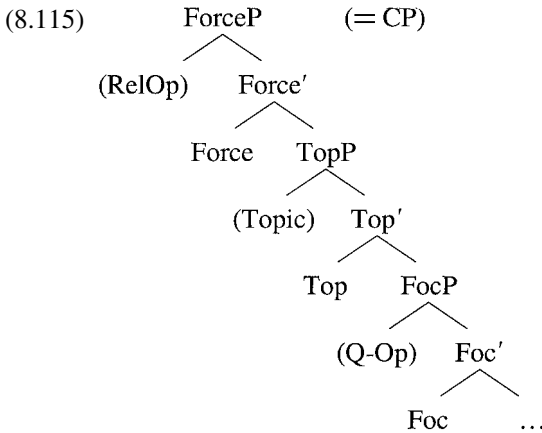 (8.115) ForceP (= CP)
(RelOp) Force′
Force TopP
(Topic) Top′
Top FocP
(Q-Op) Foc′
Foc …